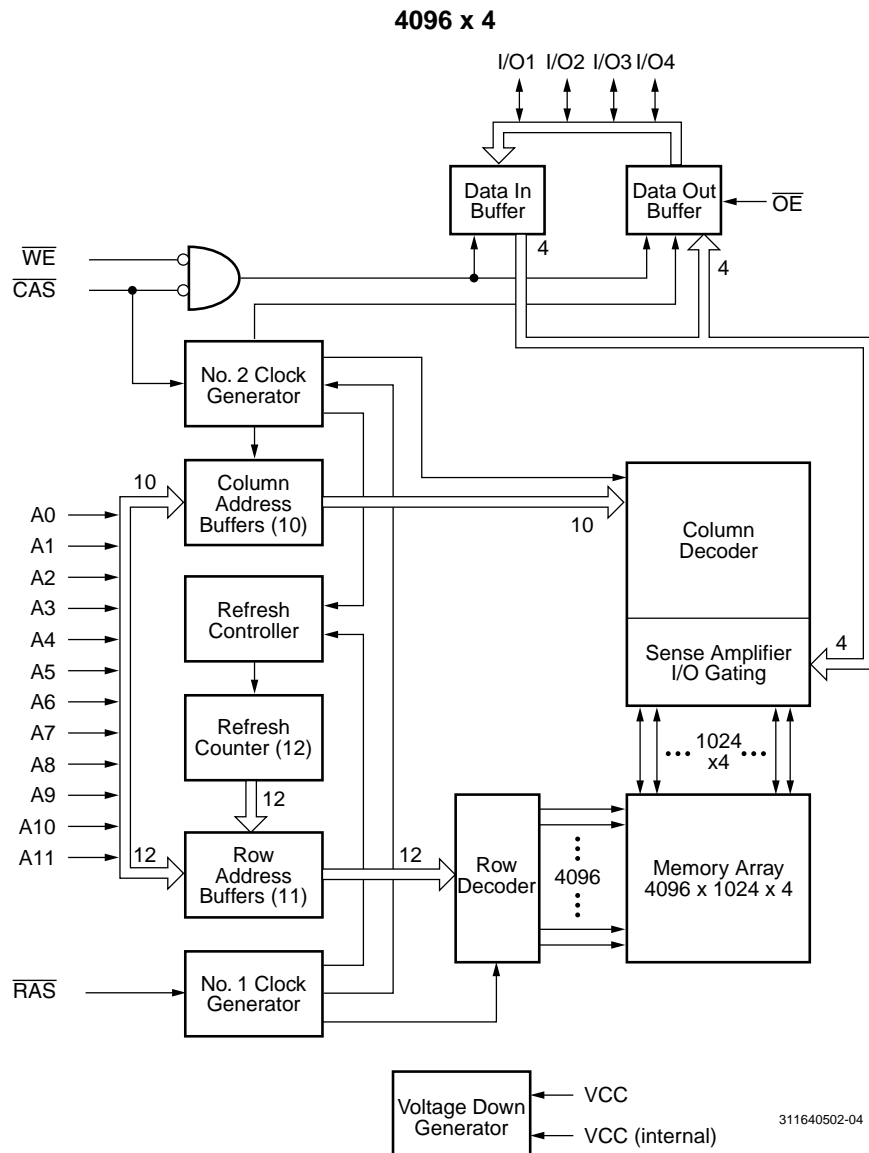 4096 x 4
I/O1 I/O2 I/O3 I/O4
Data In
Buffer
Data Out
Buffer
OE
4
4
WE
CAS
No. 2 Clock
Generator
10
Column
Address
Buffers (10)
10
Column
Decoder
A0
A1
A2
A3
A4
A5
A6
A7
A8
A9
A10
A11
Refresh
Controller
Sense Amplifier
I/O Gating
4
Refresh
Counter (12)
12
••• 1024 •••
x4
12
Row
Address
Buffers (11)
12
Row
Decoder
4096
Memory Array
4096 x 1024 x 4
RAS
No. 1 Clock
Generator
Voltage Down
Generator
VCC
VCC (internal)
311640502-04